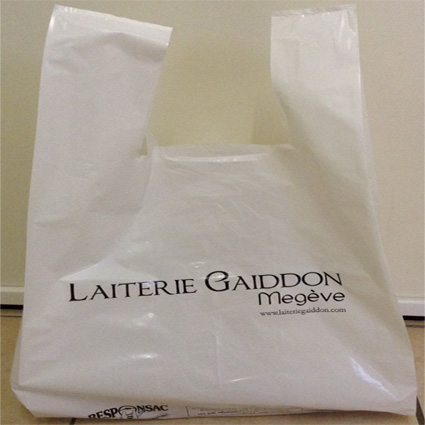 LAITERIE GAIDDON
Megève
www.laiteriegaiddon.com
RESPONSAC